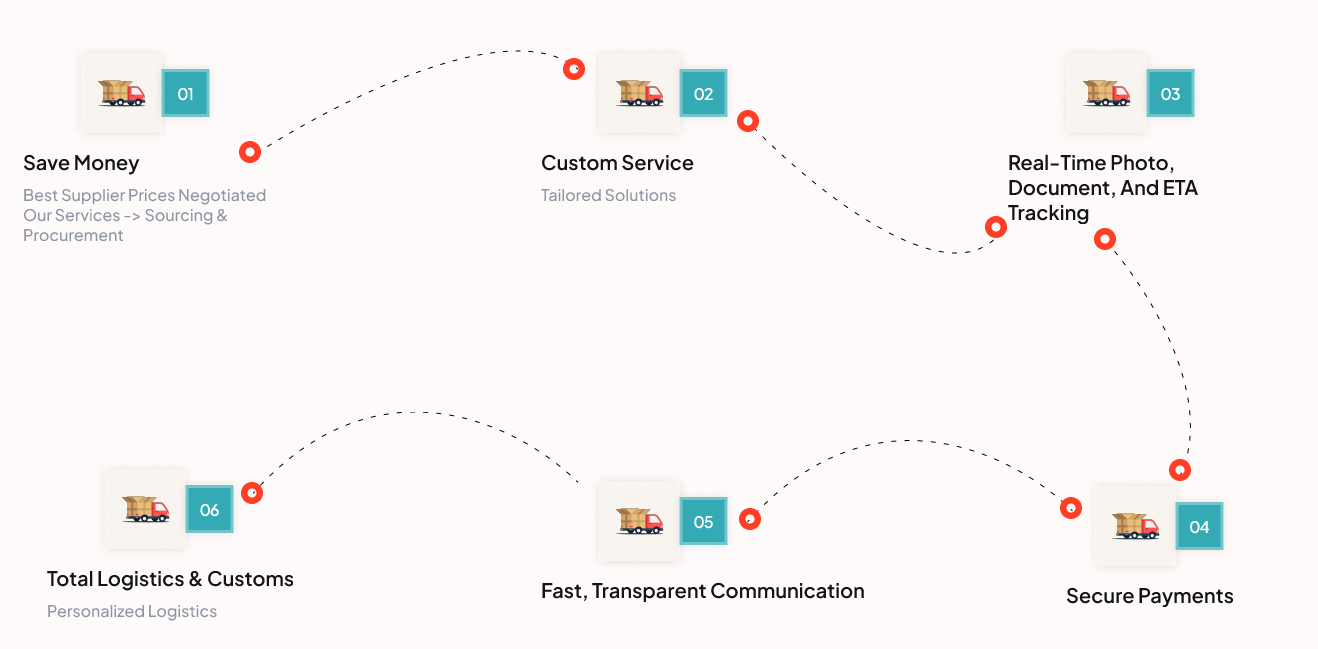 01
Save Money
Best Supplier Prices Negotiated
Our Services -> Sourcing &
Procurement
02
Custom Service
Tailored Solutions
03
Real-Time Photo,
Document, And ETA
Tracking
04
Secure Payments
05
Fast, Transparent Communication
06
Total Logistics & Customs
Personalized Logistics